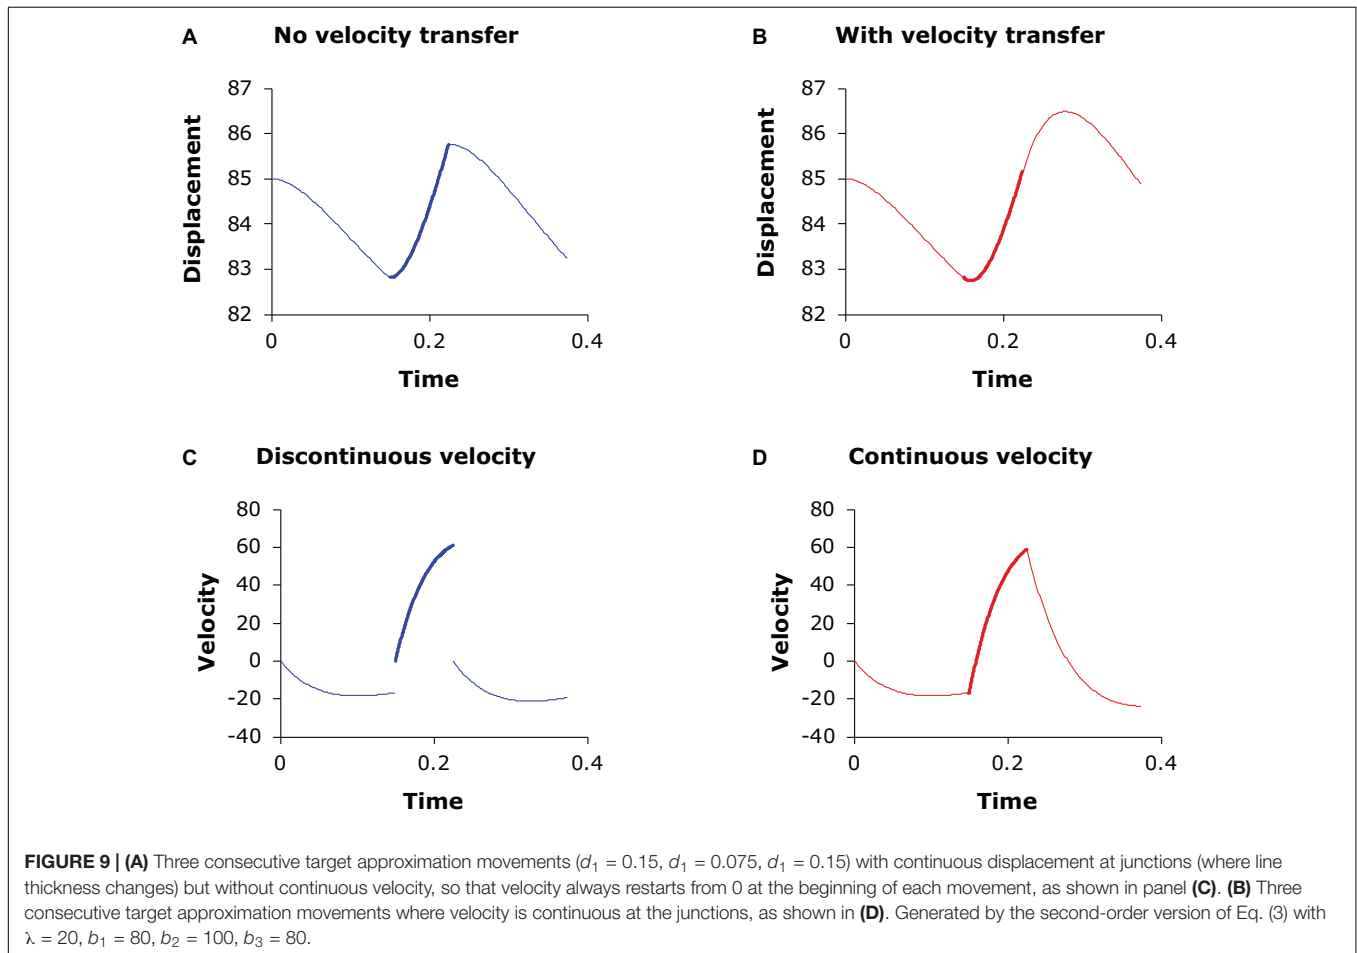 A No velocity transfer
87
86
85
84
83
82
Displacement
0 0.2 0.4
Time
B With velocity transfer
87
86
85
84
83
82
Displacement
0 0.2 0.4
Time
C Discontinuous velocity
80
60
40
20
0
-20
-40
Velocity
0 0.2 0.4
Time
D Continuous velocity
80
60
40
20
0
-20
-40
Velocity
0 0.2 0.4
Time
FIGURE 9 | (A) Three consecutive target approximation movements (d₁ = 0.15, d₁ = 0.075, d₁ = 0.15) with continuous displacement at junctions (where line
thickness changes) but without continuous velocity, so that velocity always restarts from 0 at the beginning of each movement, as shown in panel (C). (B) Three
consecutive target approximation movements where velocity is continuous at the junctions, as shown in (D). Generated by the second-order version of Eq. (3) with
λ = 20, b₁ = 80, b₂ = 100, b₃ = 80.